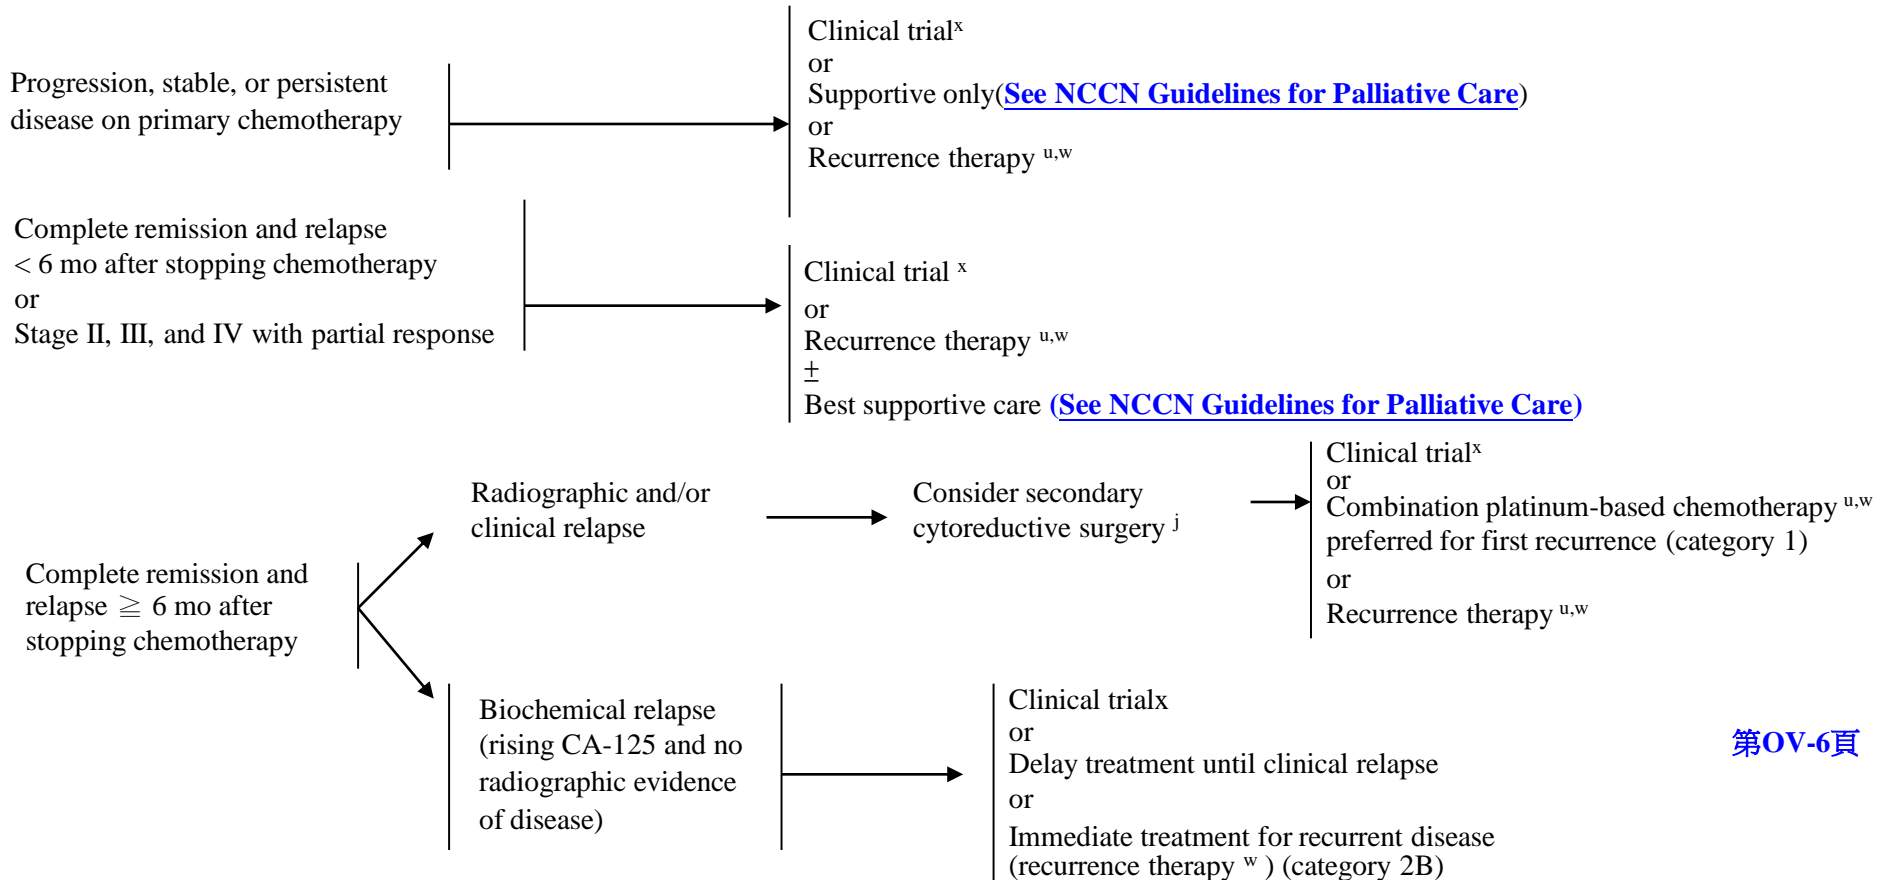 Progression, stable, or persistent
disease on primary chemotherapy
Clinical trialˣ
or
Supportive only(See NCCN Guidelines for Palliative Care)
or
Recurrence therapy ᵘ,ʷ
Complete remission and relapse
< 6 mo after stopping chemotherapy
or
Stage II, III, and IV with partial response
Clinical trial ˣ
or
Recurrence therapy ᵘ,ʷ
±
Best supportive care (See NCCN Guidelines for Palliative Care)
Complete remission and
relapse ≧ 6 mo after
stopping chemotherapy
Radiographic and/or
clinical relapse
Consider secondary
cytoreductive surgery ʲ
Clinical trialˣ
or
Combination platinum-based chemotherapy ᵘ,ʷ
preferred for first recurrence (category 1)
or
Recurrence therapy ᵘ,ʷ
Biochemical relapse
(rising CA-125 and no
radiographic evidence
of disease)
Clinical trialx
or
Delay treatment until clinical relapse
or
Immediate treatment for recurrent disease
(recurrence therapy ʷ ) (category 2B)
第OV-6頁